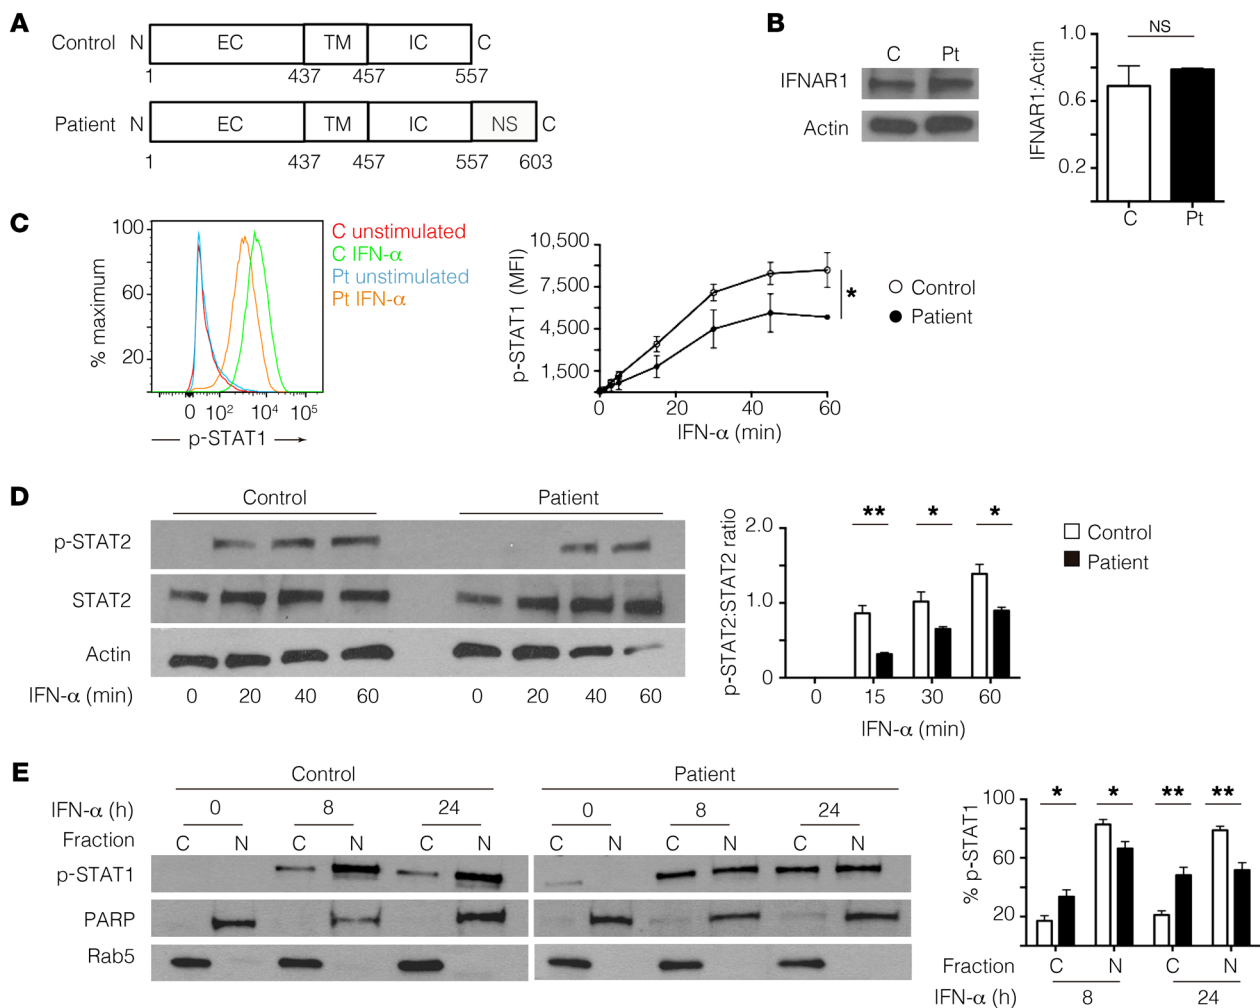 A
Control N EC TM IC C
1 437 457 557
Patient N EC TM IC NS C
1 437 457 557 603
B
C Pt
IFNAR1
Actin
IFNAR1:Actin
1.0
0.6
0.2
NS
C Pt
C
% maximum
100
60
20
0 10² 10⁴ 10⁵
p-STAT1
C unstimulated
C IFN-α
Pt unstimulated
Pt IFN-α
p-STAT1 (MFI)
10,500
7,500
4,500
1,500
0 20 40 60
IFN-α (min)
*
Control
Patient
D
Control Patient
p-STAT2
STAT2
Actin
IFN-α (min) 0 20 40 60 0 20 40 60
p-STAT2:STAT2 ratio
2.0
1.0
0
** * *
0 15 30 60
IFN-α (min)
Control
Patient
E
Control Patient
IFN-α (h) 0 8 24 0 8 24
Fraction C N C N C N C N C N C N
p-STAT1
PARP
Rab5
% p-STAT1
100
60
20
* * ** **
Fraction C N C N
IFN-α (h) 8 24